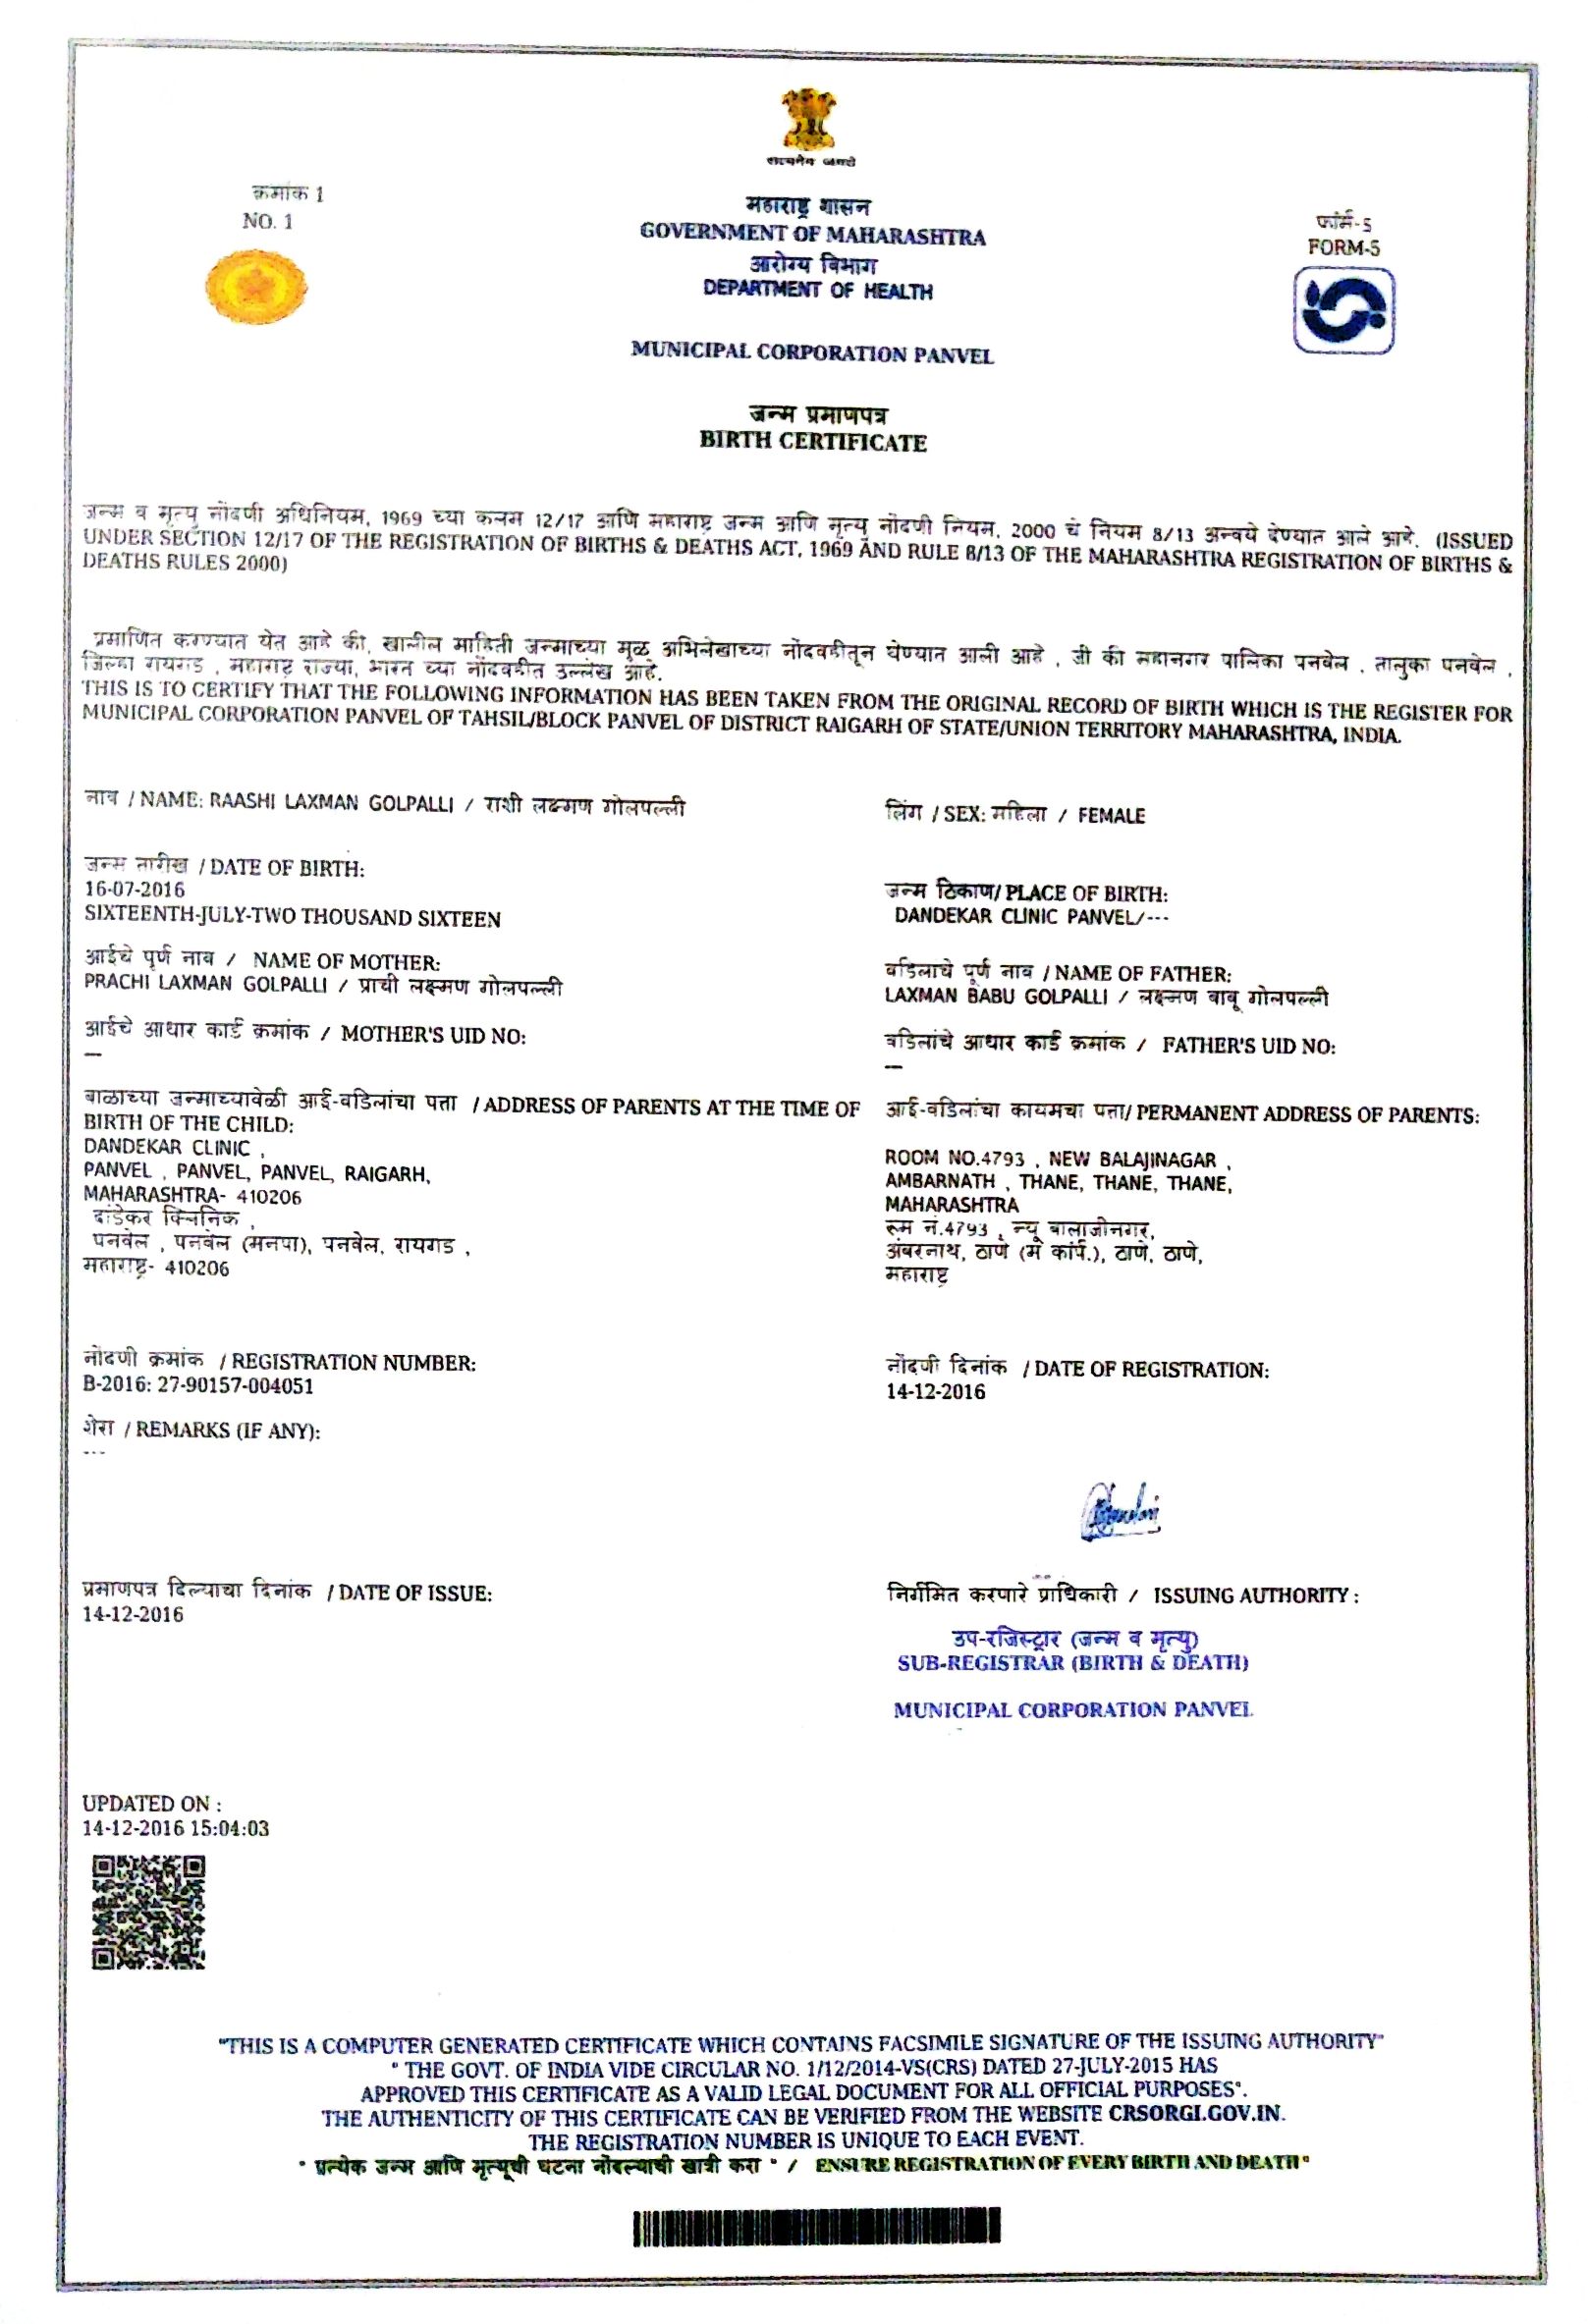 सत्यमेव जयते
क्रमांक 1
NO. 1
महाराष्ट्र शासन
GOVERNMENT OF MAHARASHTRA
आरोग्य विभाग
DEPARTMENT OF HEALTH
फॉर्म-5
FORM-5
MUNICIPAL CORPORATION PANVEL
जन्म प्रमाणपत्र
BIRTH CERTIFICATE
जन्म व मृत्यु नोंदणी अधिनियम, 1969 च्या कलम 12/17 आणि महाराष्ट्र जन्म आणि मृत्यु नोंदणी नियम, 2000 चे नियम 8/13 अन्वये देण्यात आले आहे. (ISSUED
UNDER SECTION 12/17 OF THE REGISTRATION OF BIRTHS & DEATHS ACT, 1969 AND RULE 8/13 OF THE MAHARASHTRA REGISTRATION OF BIRTHS &
DEATHS RULES 2000)
प्रमाणित करण्यात येत आहे की, खालील माहिती जन्माच्या मुळ अभिलेखाच्या नोंदवहीतून घेण्यात आली आहे , जी की महानगर पालिका पनवेल , तालुका पनवेल ,
जिल्हा रायगड , महाराष्ट्र राज्या, भारत च्या नोंदवहीत उल्लेख आहे.
THIS IS TO CERTIFY THAT THE FOLLOWING INFORMATION HAS BEEN TAKEN FROM THE ORIGINAL RECORD OF BIRTH WHICH IS THE REGISTER FOR
MUNICIPAL CORPORATION PANVEL OF TAHSIL/BLOCK PANVEL OF DISTRICT RAIGARH OF STATE/UNION TERRITORY MAHARASHTRA, INDIA.
नाव / NAME: RAASHI LAXMAN GOLPALLI / राशी लक्ष्मण गोलपल्ली
लिंग / SEX: महिला / FEMALE
जन्म तारीख / DATE OF BIRTH:
16-07-2016
SIXTEENTH-JULY-TWO THOUSAND SIXTEEN
जन्म ठिकाण/ PLACE OF BIRTH:
DANDEKAR CLINIC PANVEL/---
आईचे पूर्ण नाव / NAME OF MOTHER:
PRACHI LAXMAN GOLPALLI / प्राची लक्ष्मण गोलपल्ली
वडिलाचे पूर्ण नाव / NAME OF FATHER:
LAXMAN BABU GOLPALLI / लक्ष्मण बाबू गोलपल्ली
आईचे आधार कार्ड क्रमांक / MOTHER'S UID NO:
---
वडिलांचे आधार कार्ड क्रमांक / FATHER'S UID NO:
---
बाळाच्या जन्माच्यावेळी आई-वडिलांचा पत्ता / ADDRESS OF PARENTS AT THE TIME OF
BIRTH OF THE CHILD:
DANDEKAR CLINIC ,
PANVEL , PANVEL, PANVEL, RAIGARH,
MAHARASHTRA- 410206
दांडेकर क्लिनिक ,
पनवेल , पनवेल (मनपा), पनवेल, रायगड ,
महाराष्ट्र- 410206
आई-वडिलांचा कायमचा पत्ता/ PERMANENT ADDRESS OF PARENTS:
ROOM NO.4793 , NEW BALAJINAGAR ,
AMBARNATH , THANE, THANE, THANE,
MAHARASHTRA
रूम नं.4793 , न्यू बालाजीनगर,
अंबरनाथ, ठाणे (म कॉर्प.), ठाणे, ठाणे,
महाराष्ट्र
नोंदणी क्रमांक / REGISTRATION NUMBER:
B-2016: 27-90157-004051
नोंदणी दिनांक / DATE OF REGISTRATION:
14-12-2016
शेरा / REMARKS (IF ANY):
---
प्रमाणपत्र दिल्याचा दिनांक / DATE OF ISSUE:
14-12-2016
निर्गमित करणारे प्राधिकारी / ISSUING AUTHORITY :
उप-रजिस्ट्रार (जन्म व मृत्यु)
SUB-REGISTRAR (BIRTH & DEATH)
MUNICIPAL CORPORATION PANVEL
UPDATED ON :
14-12-2016 15:04:03
"THIS IS A COMPUTER GENERATED CERTIFICATE WHICH CONTAINS FACSIMILE SIGNATURE OF THE ISSUING AUTHORITY"
" THE GOVT. OF INDIA VIDE CIRCULAR NO. 1/12/2014-VS(CRS) DATED 27-JULY-2015 HAS
APPROVED THIS CERTIFICATE AS A VALID LEGAL DOCUMENT FOR ALL OFFICIAL PURPOSES".
THE AUTHENTICITY OF THIS CERTIFICATE CAN BE VERIFIED FROM THE WEBSITE CRSORGI.GOV.IN.
THE REGISTRATION NUMBER IS UNIQUE TO EACH EVENT.
" प्रत्येक जन्म आणि मृत्यूची घटना नोंदल्याची खात्री करा " / ENSURE REGISTRATION OF EVERY BIRTH AND DEATH"